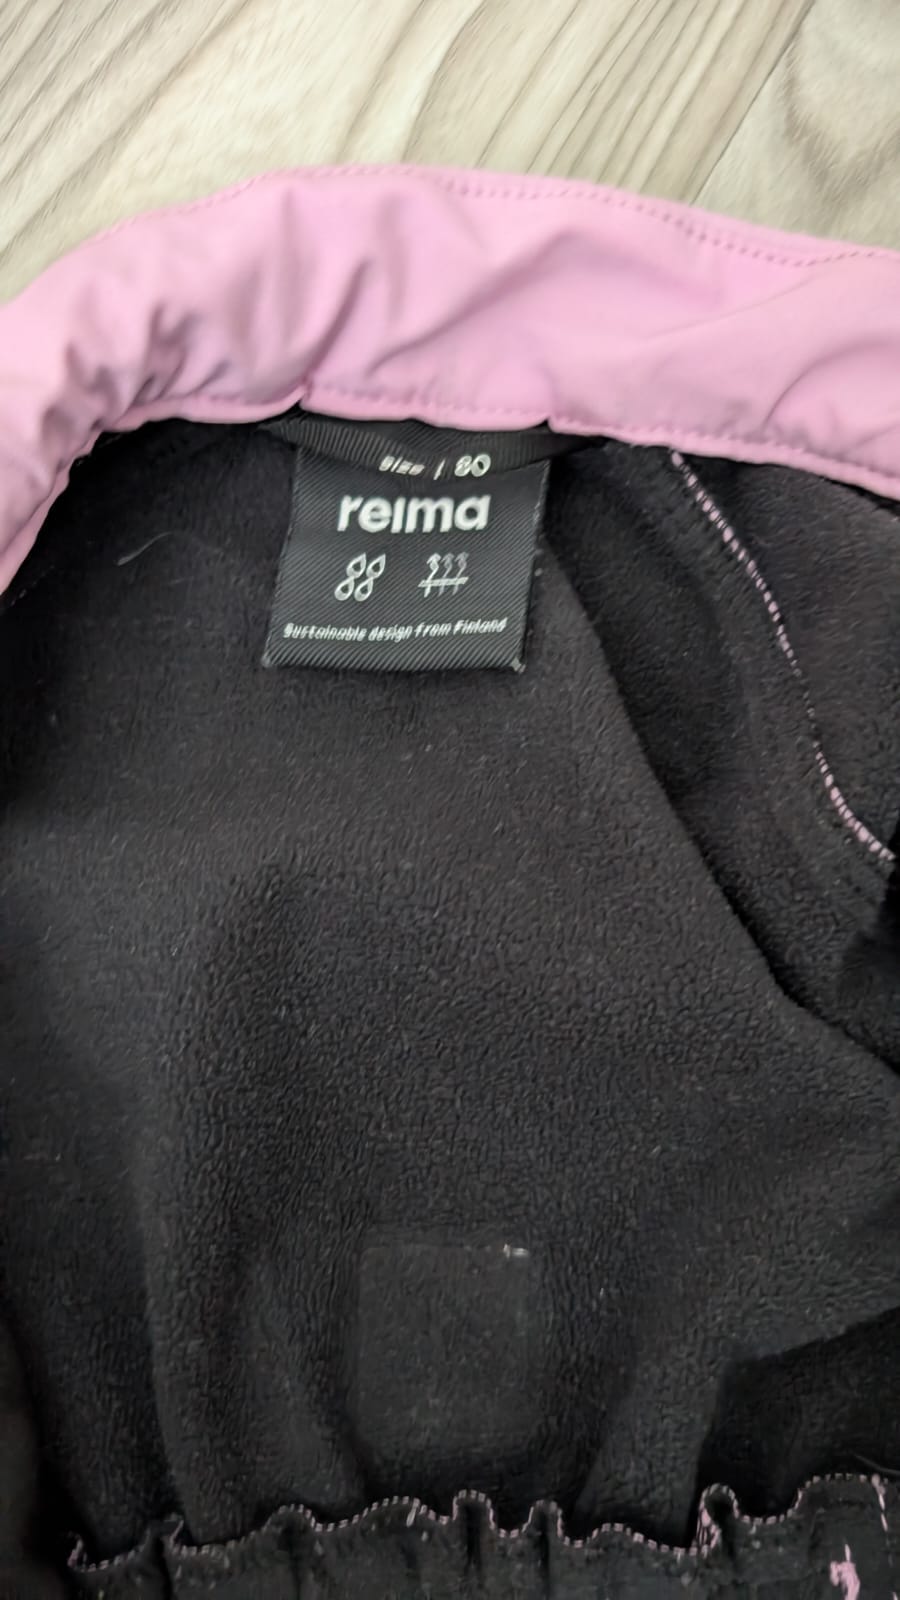 Size | 80
reima
Sustainable design from Finland